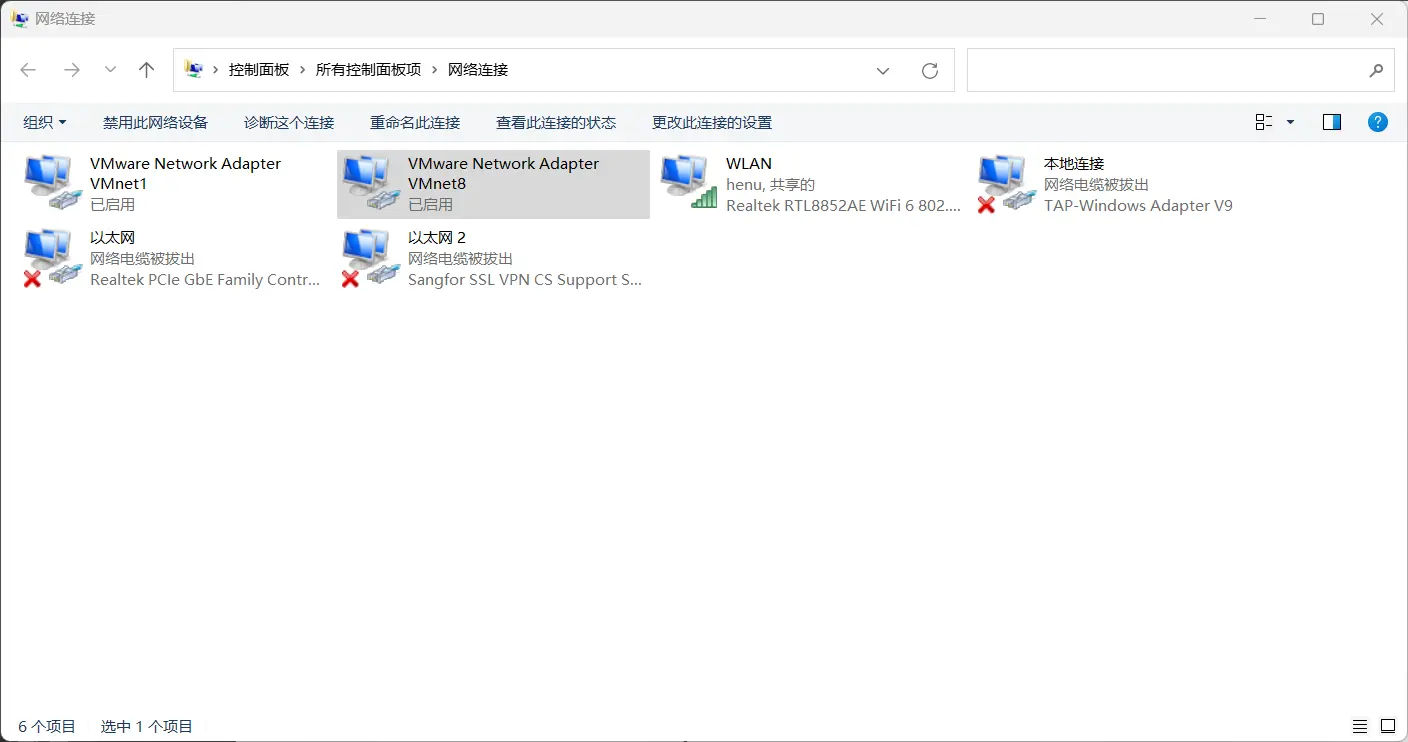 网络连接
控制面板 › 所有控制面板项 › 网络连接
组织 禁用此网络设备 诊断这个连接 重命名此连接 查看此连接的状态 更改此连接的设置
VMware Network Adapter
VMnet1
已启用
VMware Network Adapter
VMnet8
已启用
WLAN
henu, 共享的
Realtek RTL8852AE WiFi 6 802....
本地连接
网络电缆被拔出
TAP-Windows Adapter V9
以太网
网络电缆被拔出
Realtek PCIe GbE Family Contr...
以太网 2
网络电缆被拔出
Sangfor SSL VPN CS Support S...
6 个项目 选中 1 个项目